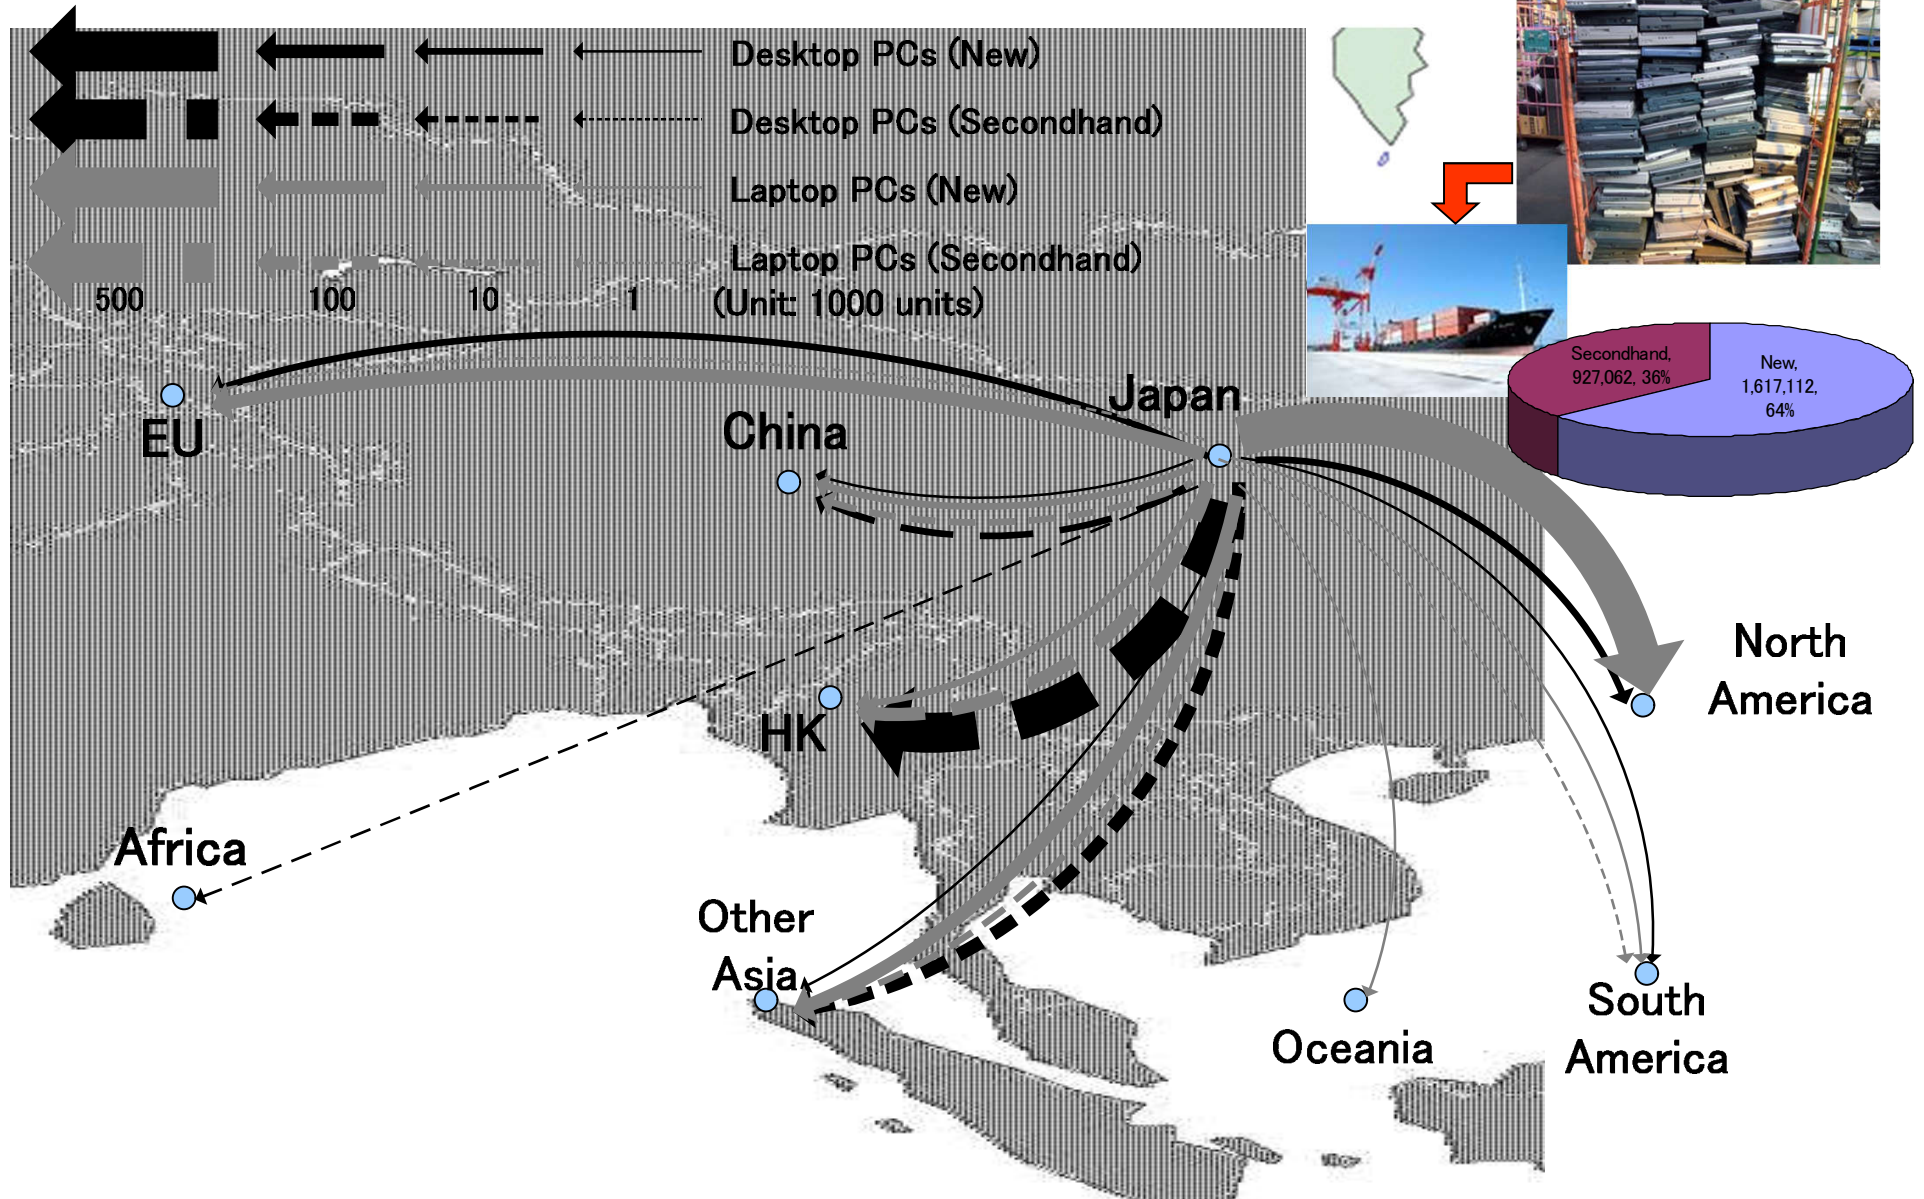 Desktop PCs (New)
Desktop PCs (Secondhand)
Laptop PCs (New)
Laptop PCs (Secondhand)
500 100 10 1 (Unit: 1000 units)
Secondhand,
927,062, 36%
New,
1,617,112,
64%
Japan
EU
China
North
America
HK
Africa
Other
Asia
South
America
Oceania